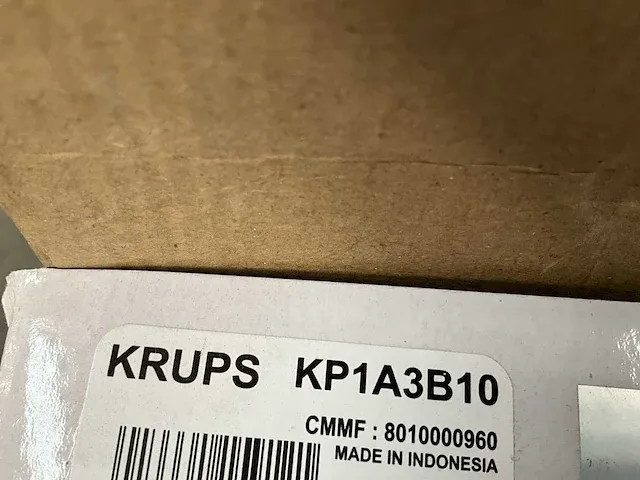 KRUPS KP1A3B10
CMMF : 8010000960
MADE IN INDONESIA